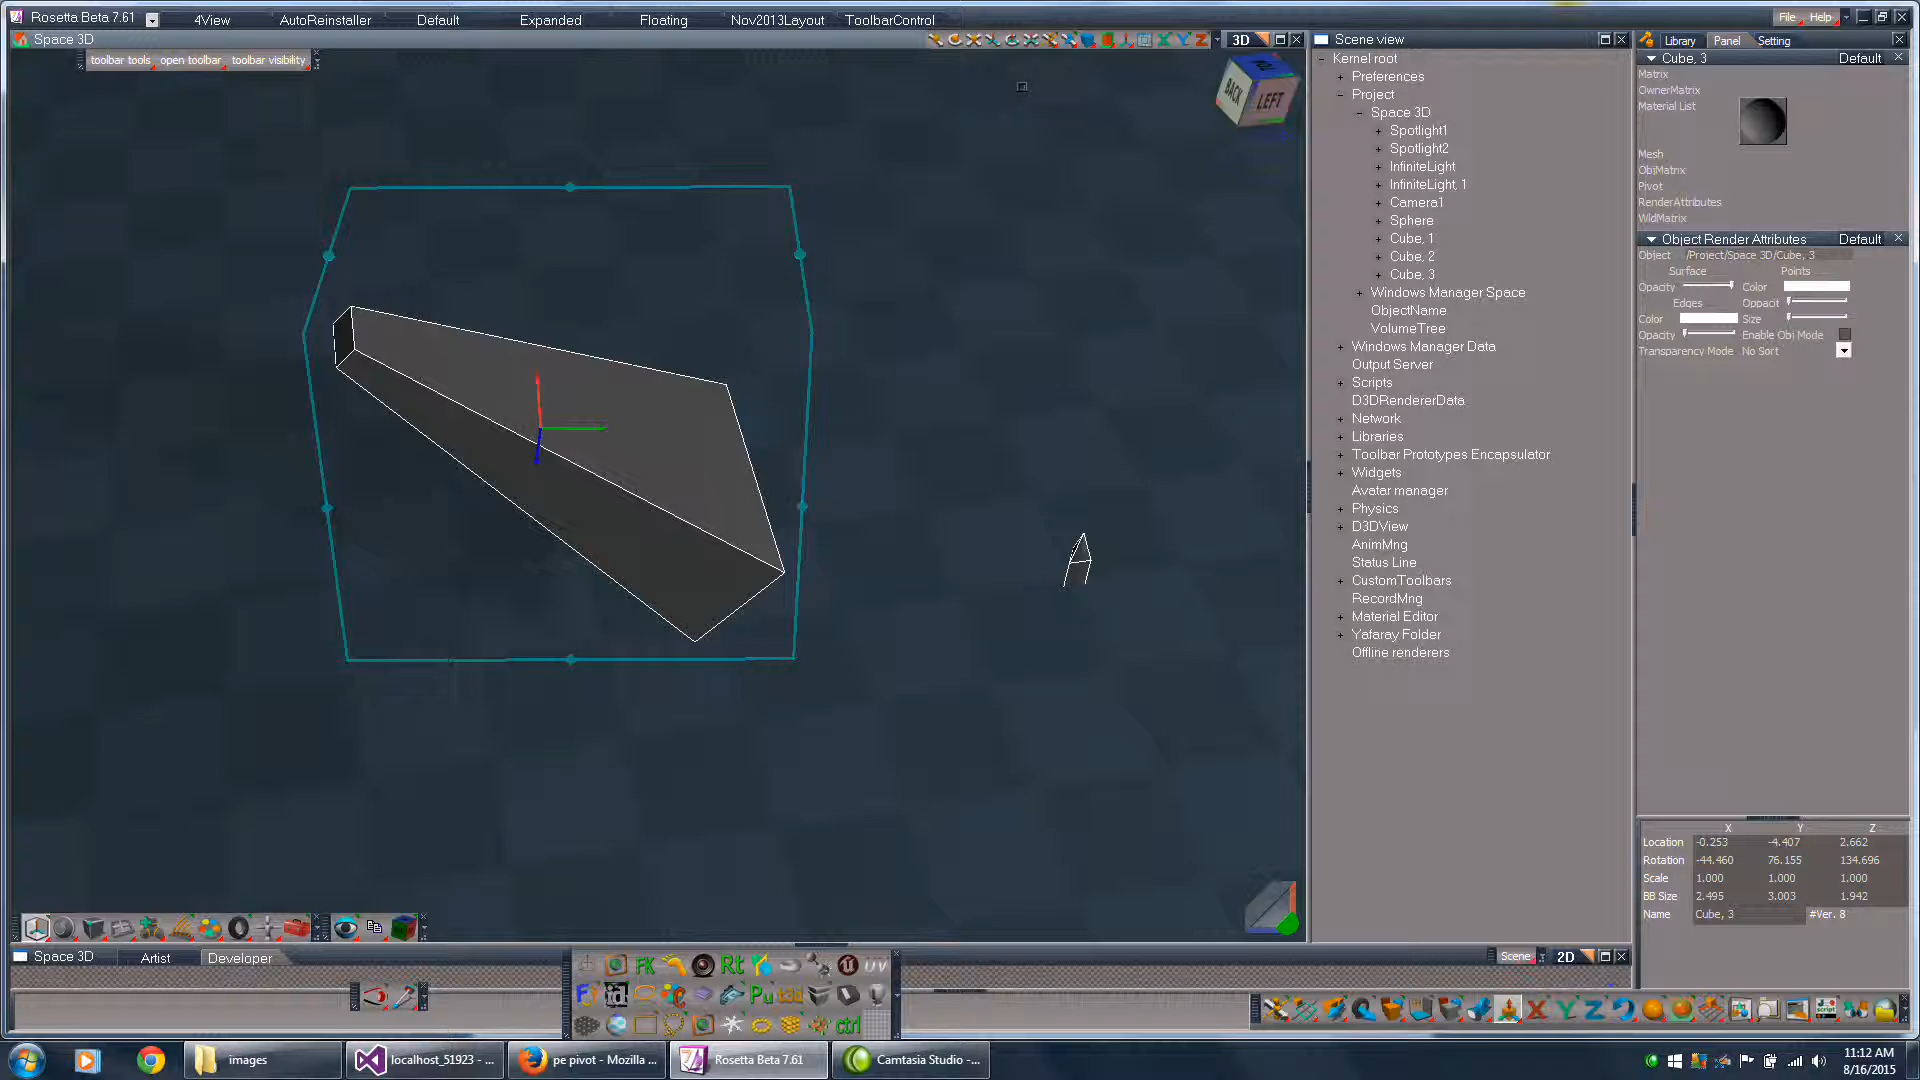 Rosetta Beta 7.61
4View
AutoReinstaller
Default
Expanded
Floating
Nov2013Layout
ToolbarControl
File
Help
Space 3D
3D
toolbar tools
open toolbar
toolbar visibility
BACK
LEFT
Scene view
Kernel root
Preferences
Project
Space 3D
Spotlight1
Spotlight2
InfiniteLight
InfiniteLight, 1
Camera1
Sphere
Cube, 1
Cube, 2
Cube, 3
Windows Manager Space
ObjectName
VolumeTree
Windows Manager Data
Output Server
Scripts
D3DRendererData
Network
Libraries
Toolbar Prototypes Encapsulator
Widgets
Avatar manager
Physics
D3DView
AnimMng
Status Line
CustomToolbars
RecordMng
Material Editor
Yafaray Folder
Offline renderers
Library
Panel
Setting
Cube, 3
Default
Matrix
OwnerMatrix
Material List
Mesh
ObjMatrix
Pivot
RenderAttributes
WldMatrix
Object Render Attributes
Default
Object /Project/Space 3D/Cube, 3
Surface
Points
Opacity
Color
Edges
Oppacit
Color
Size
Opacity
Enable Obj Mode
Transparency Mode
No Sort
X Y Z
Location -0.253 -4.407 2.662
Rotation -44.460 76.155 134.696
Scale 1.000 1.000 1.000
BB Size 2.495 3.003 1.942
Name Cube, 3 #Ver. 8
Space 3D
Artist
Developer
Scene
2D
FK
Rt
UV
id
Pu
t3d
ctrl
script
images
localhost_51923 - ...
pe pivot - Mozilla ...
Rosetta Beta 7.61
Camtasia Studio -...
11:12 AM
8/16/2015